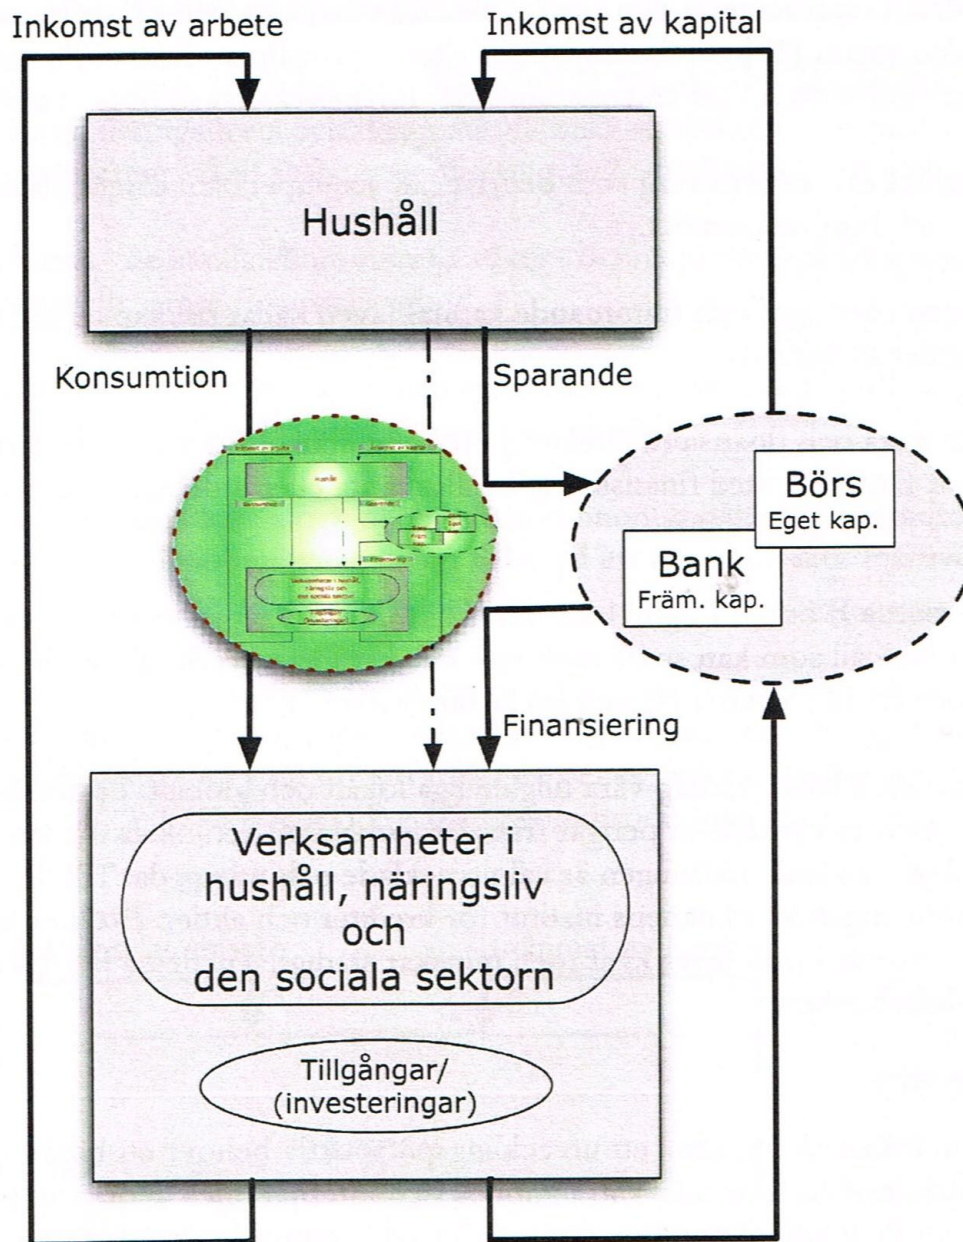 Inkomst av arbete
Inkomst av kapital
Hushåll
Konsumtion
Sparande
Börs
Eget kap.
Bank
Främ. kap.
Hushåll
Finansiering
Verksamheter i
hushåll, näringsliv
och
den sociala sektorn
Tillgångar/
(investeringar)